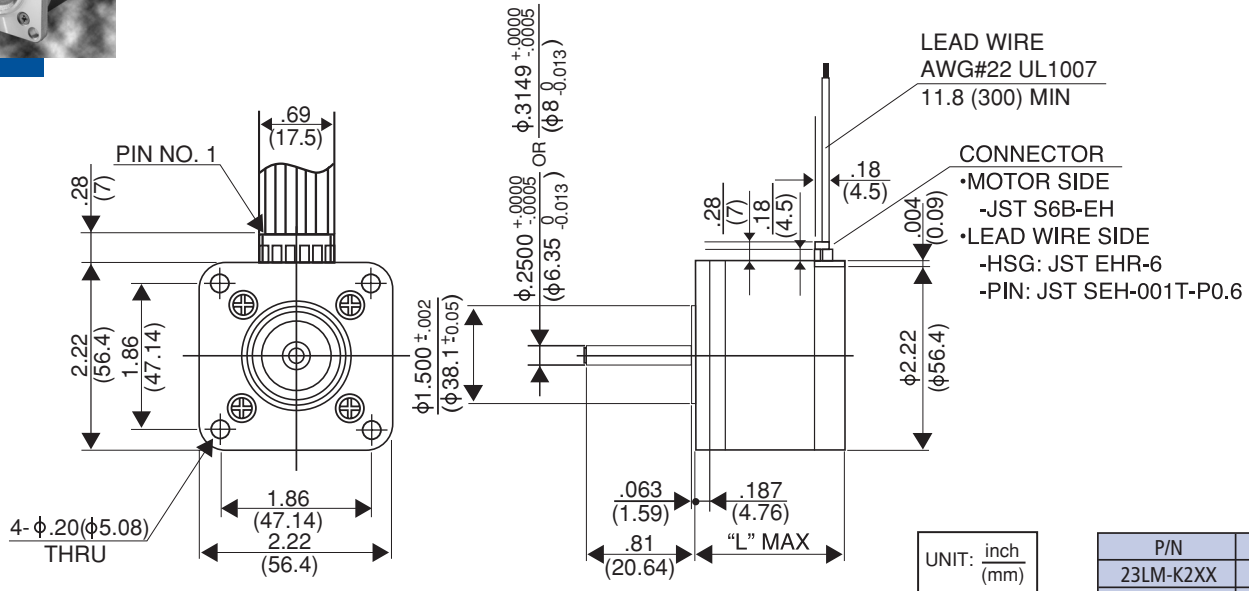 .69
(17.5)
PIN NO. 1
.28
(7)
2.22
(56.4)
1.86
(47.14)
4-ϕ.20(ϕ5.08)
THRU
1.86
(47.14)
2.22
(56.4)
ϕ1.500 ±.002
(ϕ38.1±0.05)
ϕ.2500 +.0000 -.0005
(ϕ6.35 0 -0.013)
OR
ϕ.3149 +.0000 -.0005
(ϕ8 0 -0.013)
.28
(7)
.18
(4.5)
.18
(4.5)
LEAD WIRE
AWG#22 UL1007
11.8 (300) MIN
CONNECTOR
•MOTOR SIDE
-JST S6B-EH
•LEAD WIRE SIDE
-HSG: JST EHR-6
-PIN: JST SEH-001T-P0.6
.004
(0.09)
ϕ2.22
(ϕ56.4)
.063
(1.59)
.187
(4.76)
.81
(20.64)
“L” MAX
UNIT: inch
(mm)
P/N
23LM-K2XX